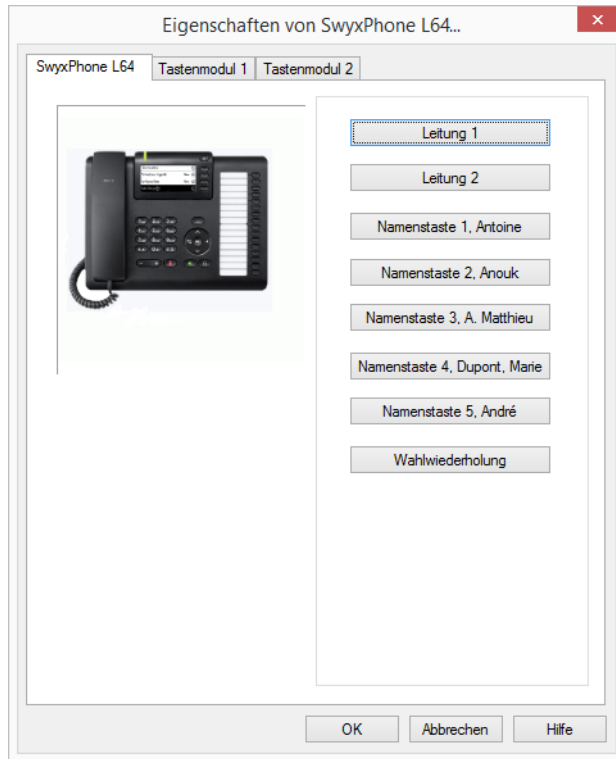 Eigenschaften von SwyxPhone L64...
SwyxPhone L64
Tastenmodul 1
Tastenmodul 2
Leitung 1
Leitung 2
Namenstaste 1, Antoine
Namenstaste 2, Anouk
Namenstaste 3, A. Matthieu
Namenstaste 4, Dupont, Marie
Namenstaste 5, André
Wahlwiederholung
OK
Abbrechen
Hilfe